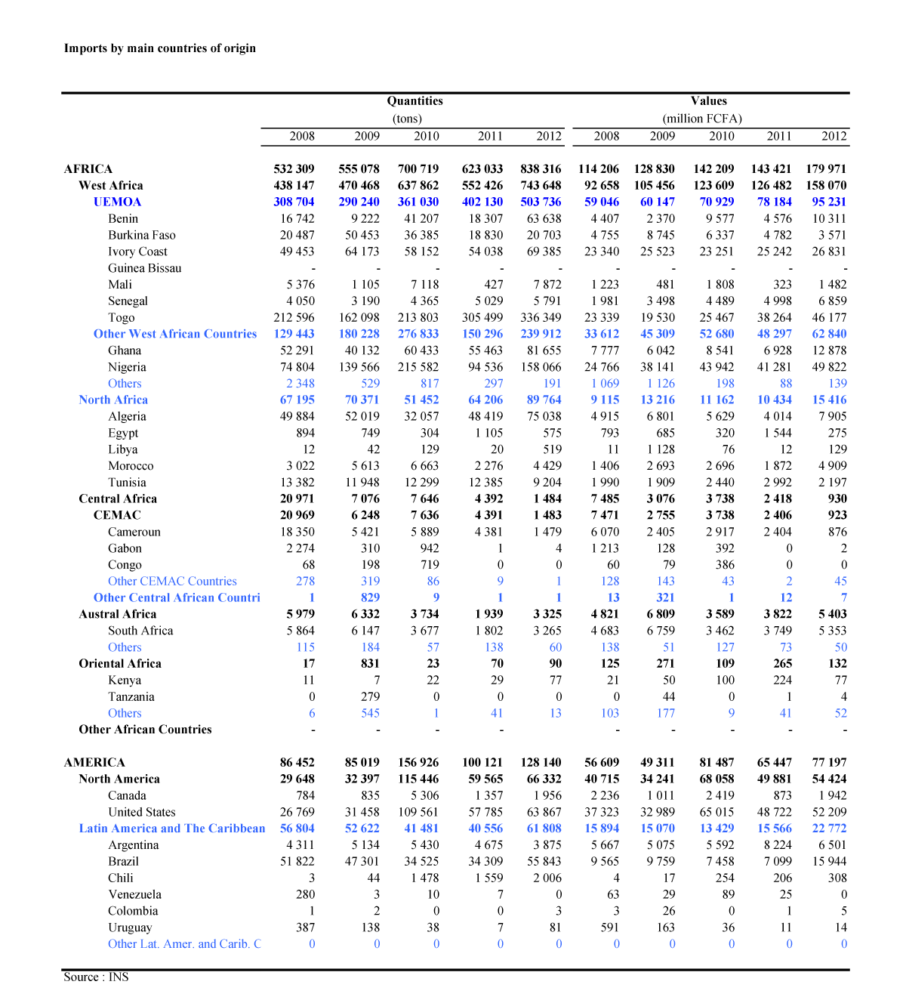 Imports by main countries of origin
Quantities Values
(tons) (million FCFA)
2008 2009 2010 2011 2012 2008 2009 2010 2011 2012
AFRICA 532 309 555 078 700 719 623 033 838 316 114 206 128 830 142 209 143 421 179 971
West Africa 438 147 470 468 637 862 552 426 743 648 92 658 105 456 123 609 126 482 158 070
UEMOA 308 704 290 240 361 030 402 130 503 736 59 046 60 147 70 929 78 184 95 231
Benin 16 742 9 222 41 207 18 307 63 638 4 407 2 370 9 577 4 576 10 311
Burkina Faso 20 487 50 453 36 385 18 830 20 703 4 755 8 745 6 337 4 782 3 571
Ivory Coast 49 453 64 173 58 152 54 038 69 385 23 340 25 523 23 251 25 242 26 831
Guinea Bissau - - - - - - - - - -
Mali 5 376 1 105 7 118 427 7 872 1 223 481 1 808 323 1 482
Senegal 4 050 3 190 4 365 5 029 5 791 1 981 3 498 4 489 4 998 6 859
Togo 212 596 162 098 213 803 305 499 336 349 23 339 19 530 25 467 38 264 46 177
Other West African Countries 129 443 180 228 276 833 150 296 239 912 33 612 45 309 52 680 48 297 62 840
Ghana 52 291 40 132 60 433 55 463 81 655 7 777 6 042 8 541 6 928 12 878
Nigeria 74 804 139 566 215 582 94 536 158 066 24 766 38 141 43 942 41 281 49 822
Others 2 348 529 817 297 191 1 069 1 126 198 88 139
North Africa 67 195 70 371 51 452 64 206 89 764 9 115 13 216 11 162 10 434 15 416
Algeria 49 884 52 019 32 057 48 419 75 038 4 915 6 801 5 629 4 014 7 905
Egypt 894 749 304 1 105 575 793 685 320 1 544 275
Libya 12 42 129 20 519 11 1 128 76 12 129
Morocco 3 022 5 613 6 663 2 276 4 429 1 406 2 693 2 696 1 872 4 909
Tunisia 13 382 11 948 12 299 12 385 9 204 1 990 1 909 2 440 2 992 2 197
Central Africa 20 971 7 076 7 646 4 392 1 484 7 485 3 076 3 738 2 418 930
CEMAC 20 969 6 248 7 636 4 391 1 483 7 471 2 755 3 738 2 406 923
Cameroun 18 350 5 421 5 889 4 381 1 479 6 070 2 405 2 917 2 404 876
Gabon 2 274 310 942 1 4 1 213 128 392 0 2
Congo 68 198 719 0 0 60 79 386 0 0
Other CEMAC Countries 278 319 86 9 1 128 143 43 2 45
Other Central African Countri 1 829 9 1 1 13 321 1 12 7
Austral Africa 5 979 6 332 3 734 1 939 3 325 4 821 6 809 3 589 3 822 5 403
South Africa 5 864 6 147 3 677 1 802 3 265 4 683 6 759 3 462 3 749 5 353
Others 115 184 57 138 60 138 51 127 73 50
Oriental Africa 17 831 23 70 90 125 271 109 265 132
Kenya 11 7 22 29 77 21 50 100 224 77
Tanzania 0 279 0 0 0 0 44 0 1 4
Others 6 545 1 41 13 103 177 9 41 52
Other African Countries - - - - - - - - -
AMERICA 86 452 85 019 156 926 100 121 128 140 56 609 49 311 81 487 65 447 77 197
North America 29 648 32 397 115 446 59 565 66 332 40 715 34 241 68 058 49 881 54 424
Canada 784 835 5 306 1 357 1 956 2 236 1 011 2 419 873 1 942
United States 26 769 31 458 109 561 57 785 63 867 37 323 32 989 65 015 48 722 52 209
Latin America and The Caribbean 56 804 52 622 41 481 40 556 61 808 15 894 15 070 13 429 15 566 22 772
Argentina 4 311 5 134 5 430 4 675 3 875 5 667 5 075 5 592 8 224 6 501
Brazil 51 822 47 301 34 525 34 309 55 843 9 565 9 759 7 458 7 099 15 944
Chili 3 44 1 478 1 559 2 006 4 17 254 206 308
Venezuela 280 3 10 7 0 63 29 89 25 0
Colombia 1 2 0 0 3 3 26 0 1 5
Uruguay 387 138 38 7 81 591 163 36 11 14
Other Lat. Amer. and Carib. C 0 0 0 0 0 0 0 0 0 0
Source : INS